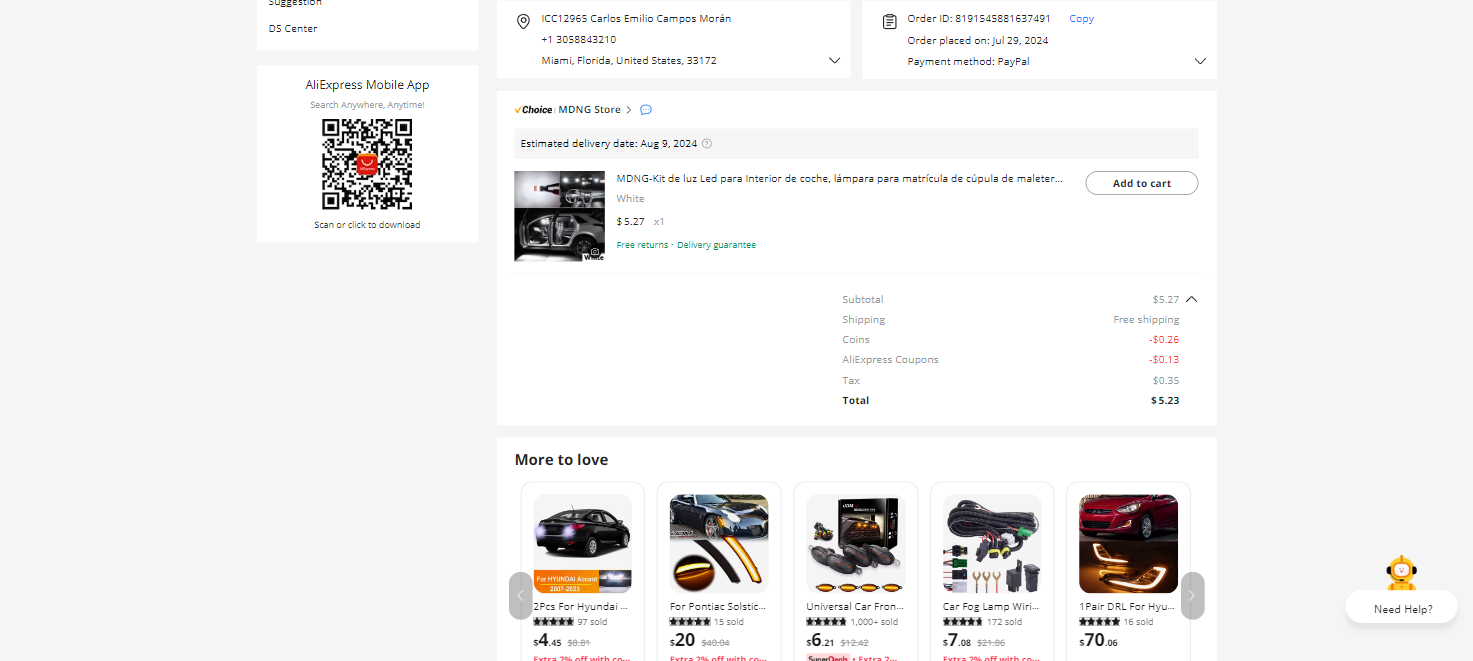 Suggestion
DS Center
AliExpress Mobile App
Search Anywhere, Anytime!
AliExpress
Scan or click to download
ICC12965 Carlos Emilio Campos Morán
+1 3058843210
Miami, Florida, United States, 33172
Order ID: 8191545881637491 Copy
Order placed on: Jul 29, 2024
Payment method: PayPal
Choice MDNG Store
Estimated delivery date: Aug 9, 2024
MDNG-Kit de luz Led para Interior de coche, lámpara para matrícula de cúpula de maleter...
Add to cart
White
$5.27 x1
Free returns · Delivery guarantee
White
Subtotal $5.27
Shipping Free shipping
Coins -$0.26
AliExpress Coupons -$0.13
Tax $0.35
Total $5.23
More to love
For HYUNDAI Accent
2007-2023
2Pcs For Hyundai ...
97 sold
$4.45 $8.81
Extra 2% off with co...
For Pontiac Solstic...
15 sold
$20 $40.04
Extra 2% off with co...
Universal Car Fron...
1,000+ sold
$6.21 $12.42
SuperDeals • Extra 2...
Car Fog Lamp Wiri...
172 sold
$7.08 $21.86
Extra 2% off with co...
1Pair DRL For Hyu...
16 sold
$70.06
Need Help?